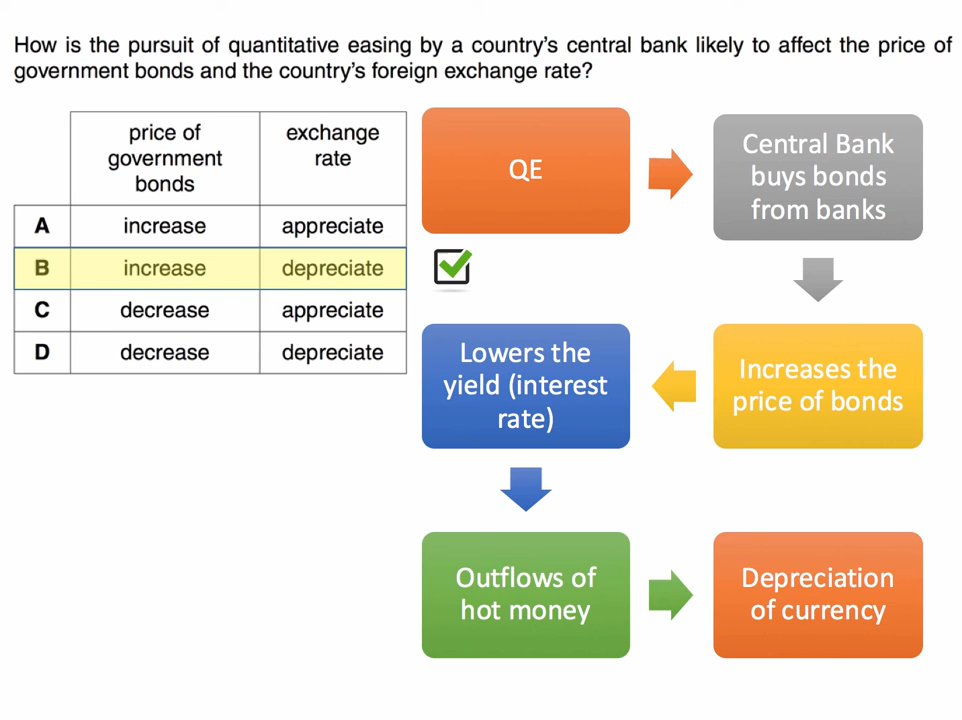 How is the pursuit of quantitative easing by a country's central bank likely to affect the price of
government bonds and the country's foreign exchange rate?
price of
government
bonds
exchange
rate
A increase appreciate
B increase depreciate
C decrease appreciate
D decrease depreciate
QE
Central Bank
buys bonds
from banks
Increases the
price of bonds
Lowers the
yield (interest
rate)
Outflows of
hot money
Depreciation
of currency